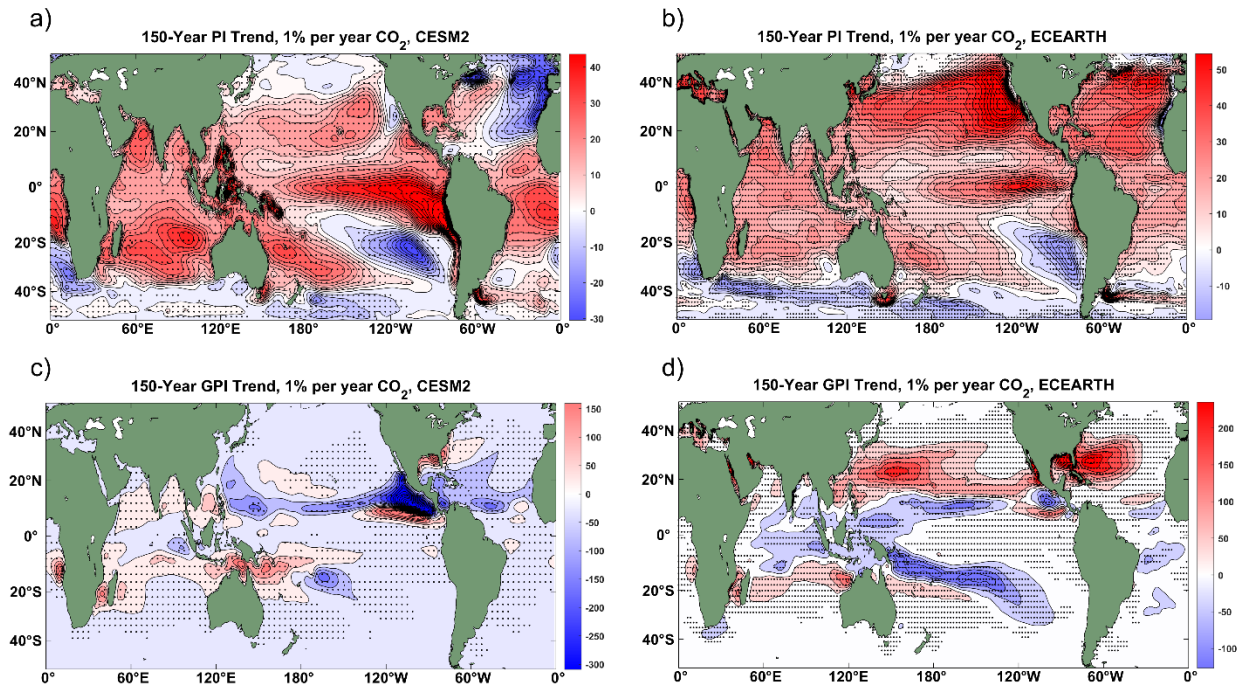 a)
150-Year PI Trend, 1% per year CO₂, CESM2
40°N
20°N
0°
20°S
40°S
0°
60°E
120°E
180°
120°W
60°W
0°
40
30
20
10
0
-10
-20
-30
b)
150-Year PI Trend, 1% per year CO₂, ECEARTH
40°N
20°N
0°
20°S
40°S
0°
60°E
120°E
180°
120°W
60°W
0°
50
40
30
20
10
0
-10
c)
150-Year GPI Trend, 1% per year CO₂, CESM2
40°N
20°N
0°
20°S
40°S
0°
60°E
120°E
180°
120°W
60°W
0°
150
100
50
0
-50
-100
-150
-200
-250
-300
d)
150-Year GPI Trend, 1% per year CO₂, ECEARTH
40°N
20°N
0°
20°S
40°S
0°
60°E
120°E
180°
120°W
60°W
0°
200
150
100
50
0
-50
-100